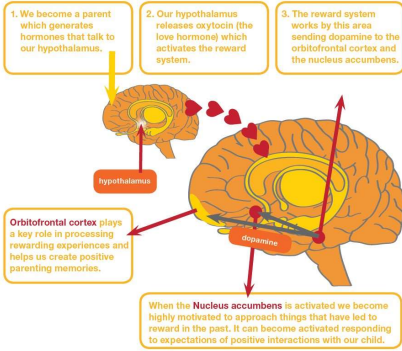 1. We become a parent
which generates
hormones that talk to
our hypothalamus.
2. Our hypothalamus
releases oxytocin (the
love hormone) which
activates the reward
system.
3. The reward system
works by this area
sending dopamine to the
orbitofrontal cortex and
the nucleus accumbens.
hypothalamus
Orbitofrontal cortex plays
a key role in processing
rewarding experiences and
helps us create positive
parenting memories.
dopamine
When the Nucleus accumbens is activated we become
highly motivated to approach things that have led to
reward in the past. It can become activated responding
to expectations of positive interactions with our child.